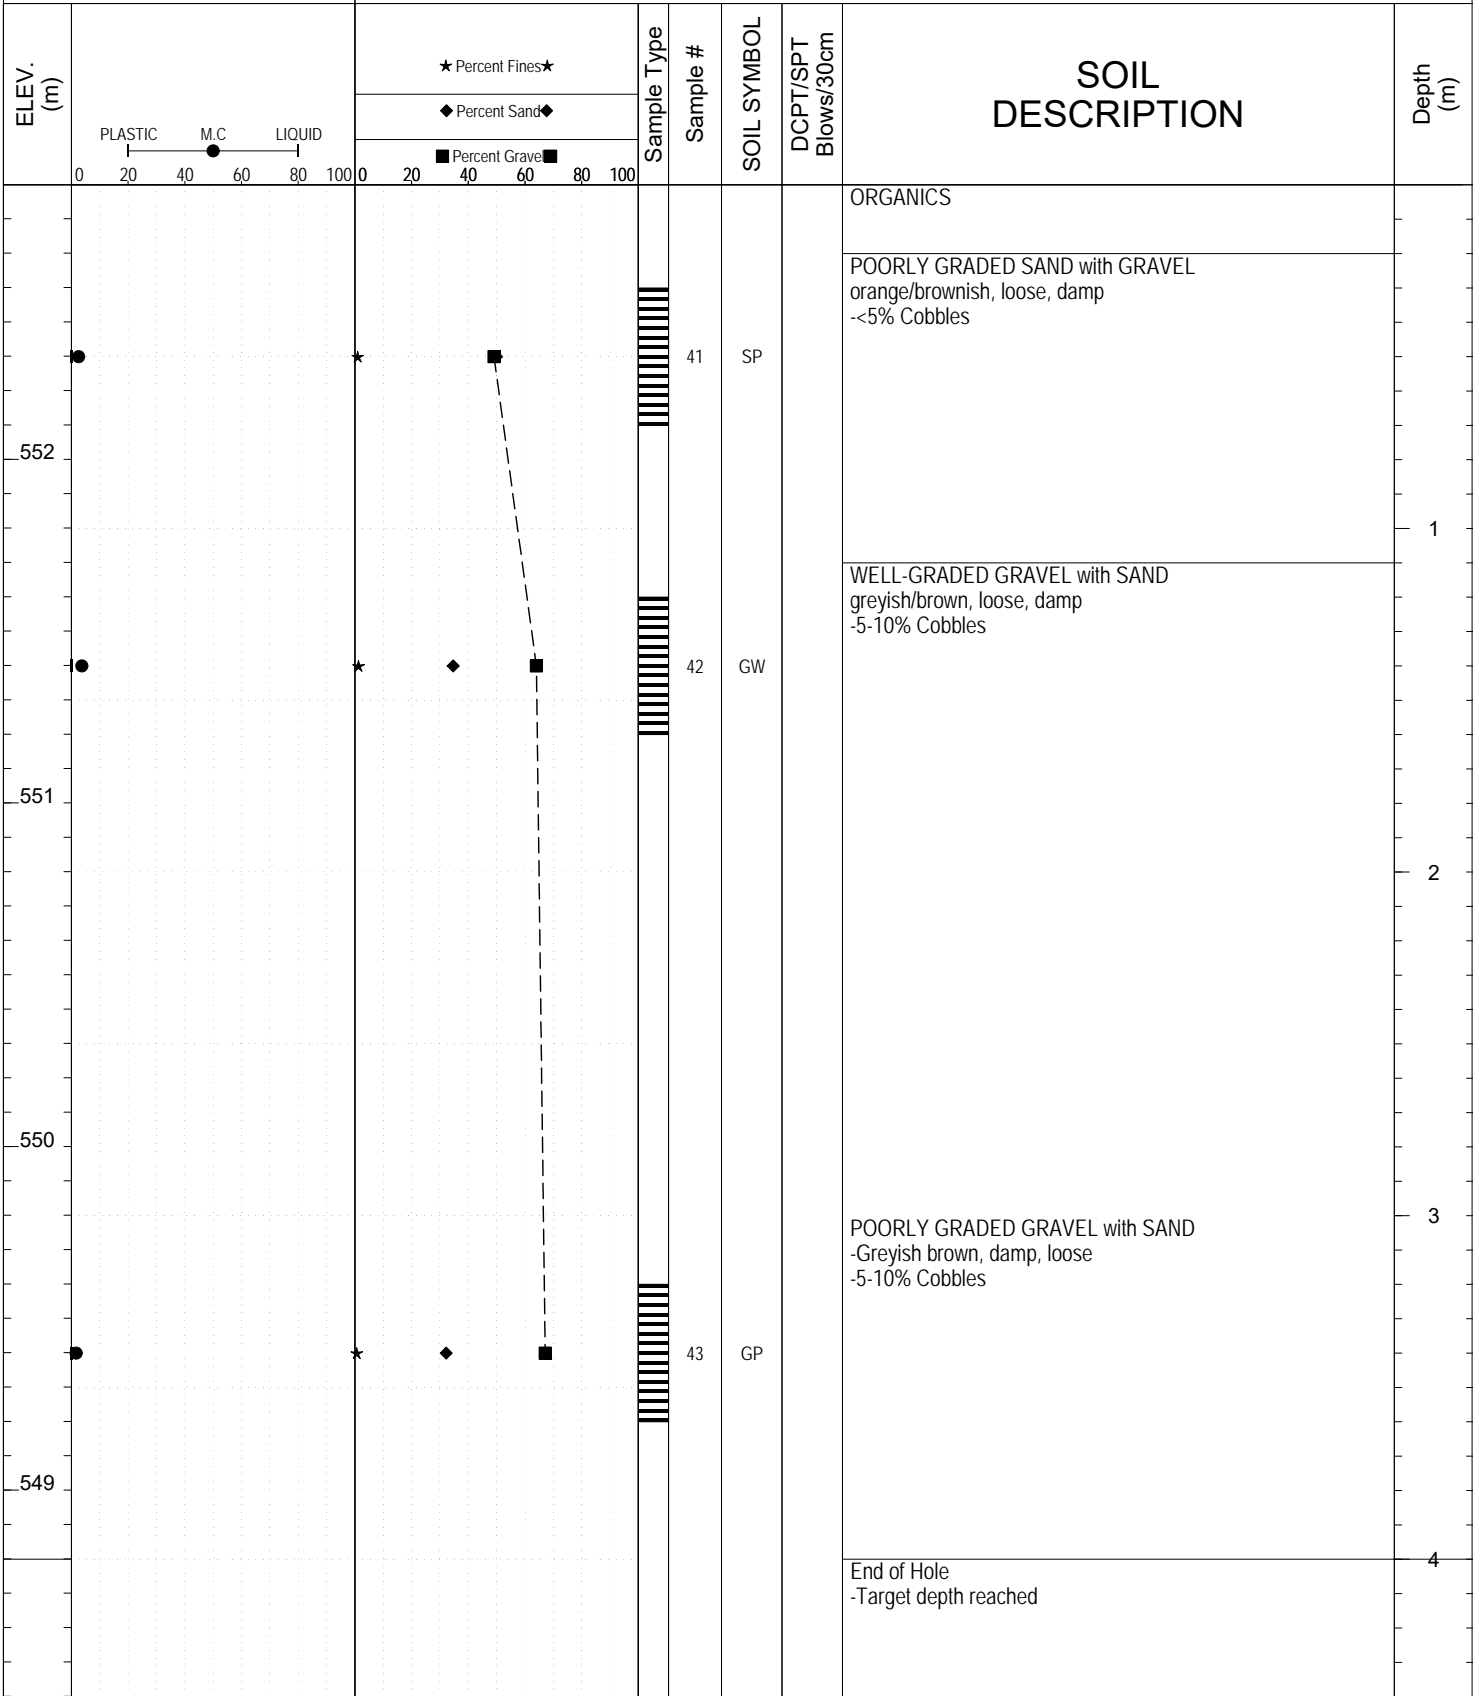 ELEV.
(m)
PLASTIC M.C LIQUID
0 20 40 60 80 100
★ Percent Fines★
◆ Percent Sand◆
■ Percent Gravel■
0 20 40 60 80 100
Sample Type
Sample #
SOIL SYMBOL
DCPT/SPT
Blows/30cm
SOIL
DESCRIPTION
Depth
(m)
ORGANICS
POORLY GRADED SAND with GRAVEL
orange/brownish, loose, damp
-<5% Cobbles
41 SP
552
1
WELL-GRADED GRAVEL with SAND
greyish/brown, loose, damp
-5-10% Cobbles
42 GW
551
2
550
3
POORLY GRADED GRAVEL with SAND
-Greyish brown, damp, loose
-5-10% Cobbles
43 GP
549
4
End of Hole
-Target depth reached